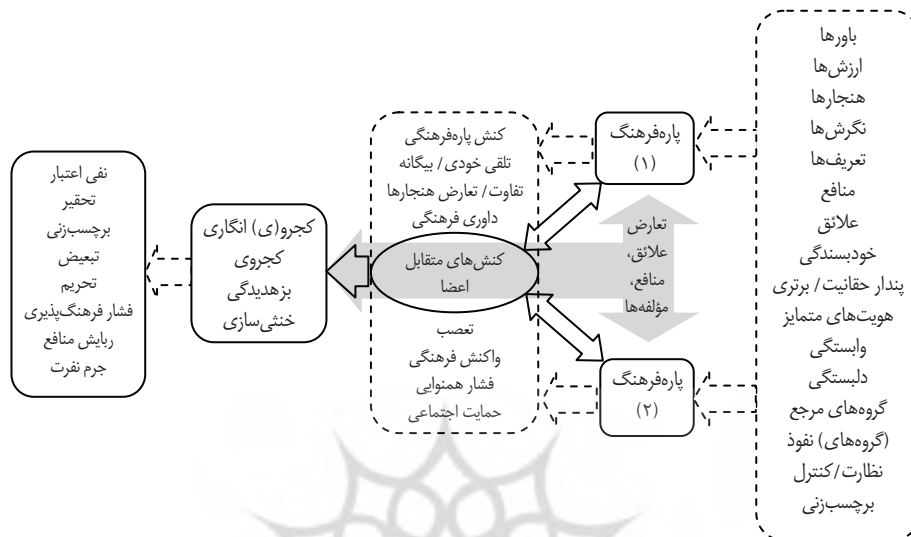 باورها
ارزش‌ها
هنجارها
نگرش‌ها
تعریف‌ها
منافع
علائق
خودبسندگی
پندار حقانیت/ برتری
هویت‌های متمایز
وابستگی
دلبستگی
گروه‌های مرجع
(گروه‌های) نفوذ
نظارت/کنترل
برچسب‌زنی
پاره‌فرهنگ
(۱)
تعارض
علائق،
منافع،
مؤلفه‌ها
پاره‌فرهنگ
(۲)
کنش پاره‌فرهنگی
تلقی خودی/ بیگانه
تفاوت/ تعارض هنجارها
داوری فرهنگی
کنش‌های متقابل
اعضا
تعصب
واکنش فرهنگی
فشار همنوایی
حمایت اجتماعی
کجرو(ی) انگاری
کجروی
بزهدیدگی
خنثی‌سازی
نفی اعتبار
تحقیر
برچسب‌زنی
تبعیض
تحریم
فشار فرهنگ‌پذیری
ربایش منافع
جرم نفرت